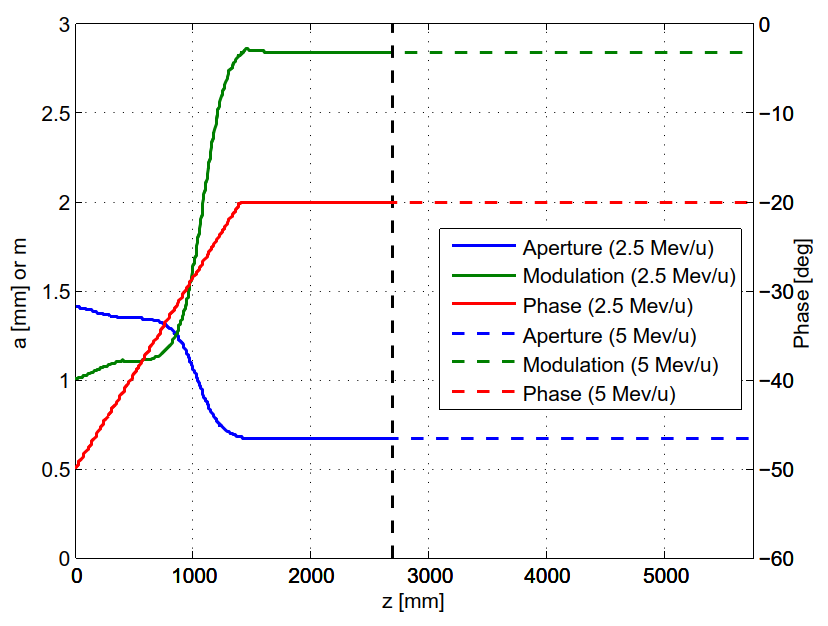 3
2.5
2
1.5
1
0.5
0
0
−10
−20
−30
−40
−50
−60
0
1000
2000
3000
4000
5000
z [mm]
a [mm] or m
Phase [deg]
Aperture (2.5 Mev/u)
Modulation (2.5 Mev/u)
Phase (2.5 Mev/u)
Aperture (5 Mev/u)
Modulation (5 Mev/u)
Phase (5 Mev/u)